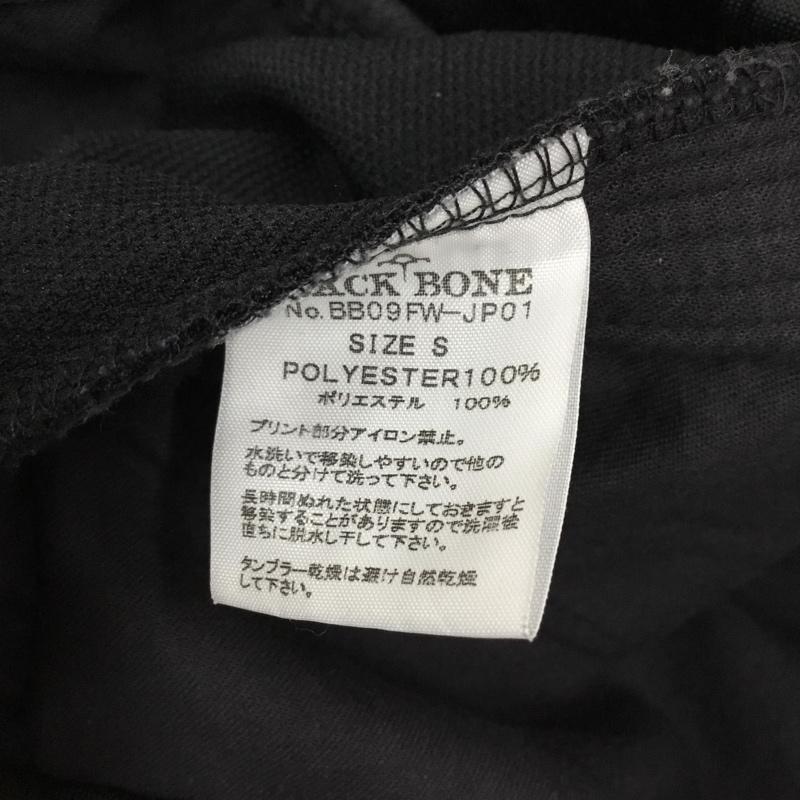 BACK BONE
No.BB09FW-JP01
SIZE S
POLYESTER100%
ポリエステル 100%
プリント部分アイロン禁止。
水洗いで移染しやすいので他の
ものと分けて洗って下さい。
長時間ぬれた状態にしておきますと
移染することがありますので洗濯後
直ちに脱水し干して下さい。
タンブラー乾燥は避け自然乾燥
して下さい。